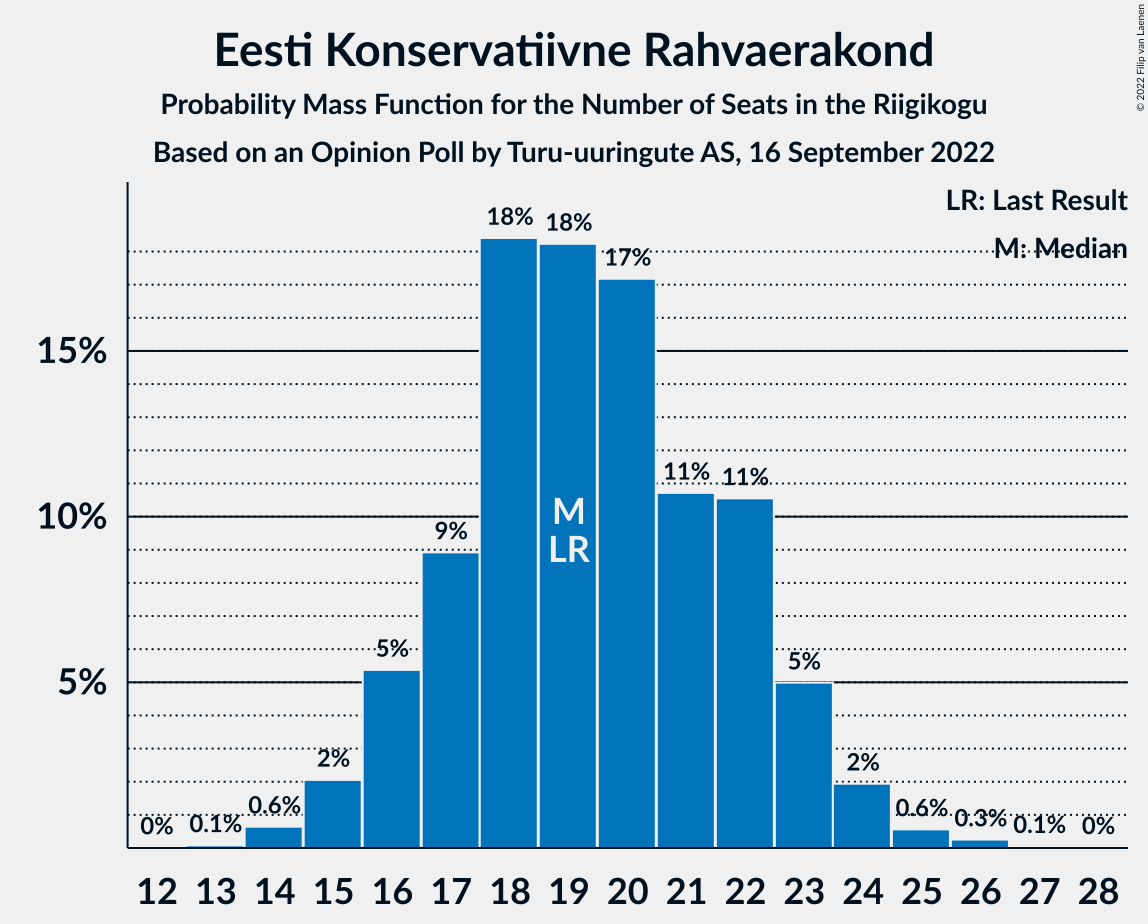 Eesti Konservatiivne Rahvaerakond
Probability Mass Function for the Number of Seats in the Riigikogu
Based on an Opinion Poll by Turu-uuringute AS, 16 September 2022
© 2022 Filip van Laenen
LR: Last Result
M: Median
15%
10%
5%
0%
0.1%
0.6%
2%
5%
9%
18%
18%
17%
11%
11%
5%
2%
0.6%
0.3%
0.1%
0%
M
LR
12 13 14 15 16 17 18 19 20 21 22 23 24 25 26 27 28